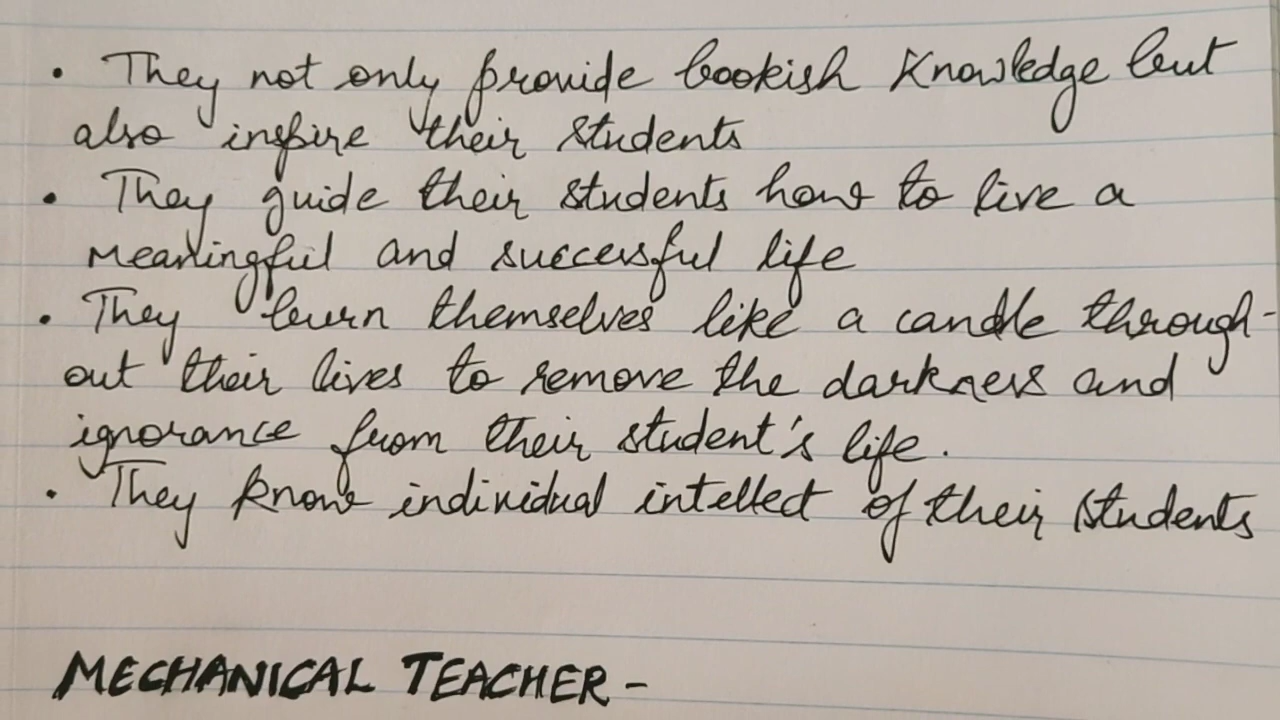 • They not only provide bookish Knowledge but
also inspire their students
• They guide their students how to live a
Meaningful and successful life
• They burn themselves like a candle through-
out their lives to remove the darkness and
ignorance from their student's life.
• They know individual intellect of their students
MECHANICAL TEACHER -